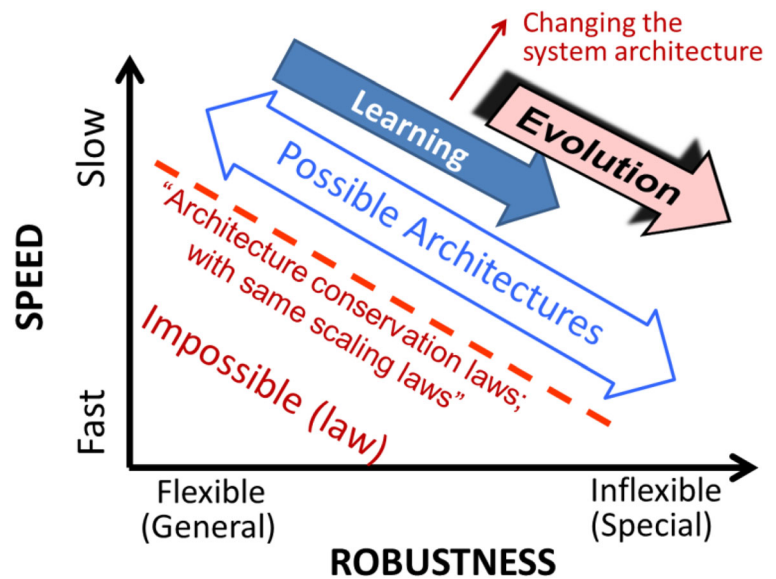 Changing the
system architecture
Learning
Evolution
Possible Architectures
“Architecture conservation laws;
with same scaling laws”
Impossible (law)
SPEED
Slow
Fast
Flexible
(General)
Inflexible
(Special)
ROBUSTNESS